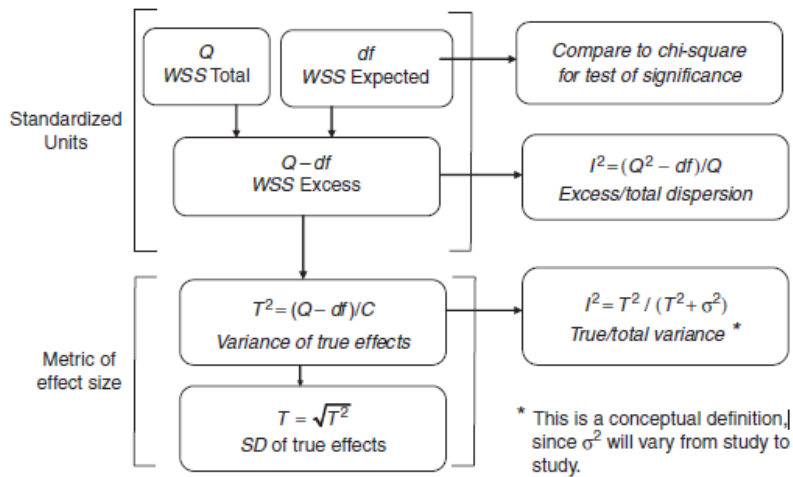 Q
WSS Total
df
WSS Expected
Compare to chi-square
for test of significance
Standardized
Units
Q – df
WSS Excess
I² = (Q² – df)/Q
Excess/total dispersion
T² = (Q – df)/C
Variance of true effects
I² = T² / (T² + σ²)
True/total variance *
Metric of
effect size
T = √T²
SD of true effects
* This is a conceptual definition,
since σ² will vary from study to
study.